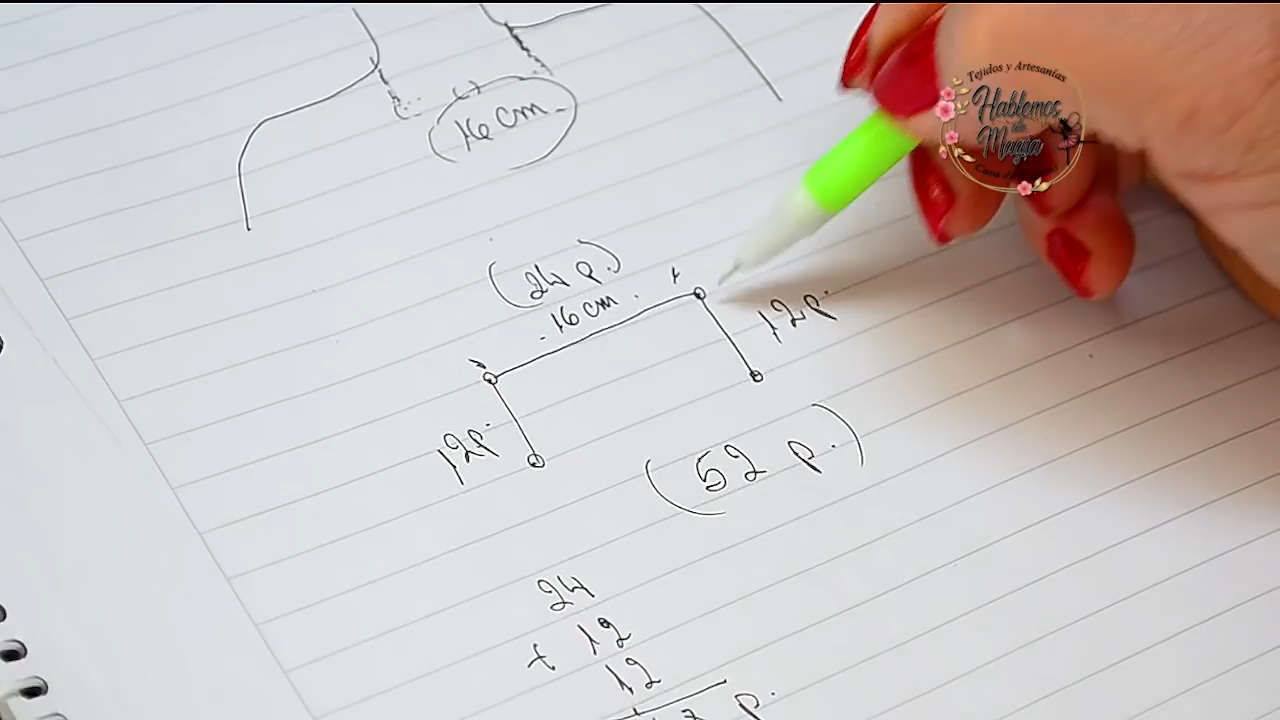 Tejidos y Artesanías
Hablemos
de
Magia
16 cm
(24 p.)
16 cm.
12 p.
12 p.
(52 p.)
24
+ 12
12
p.